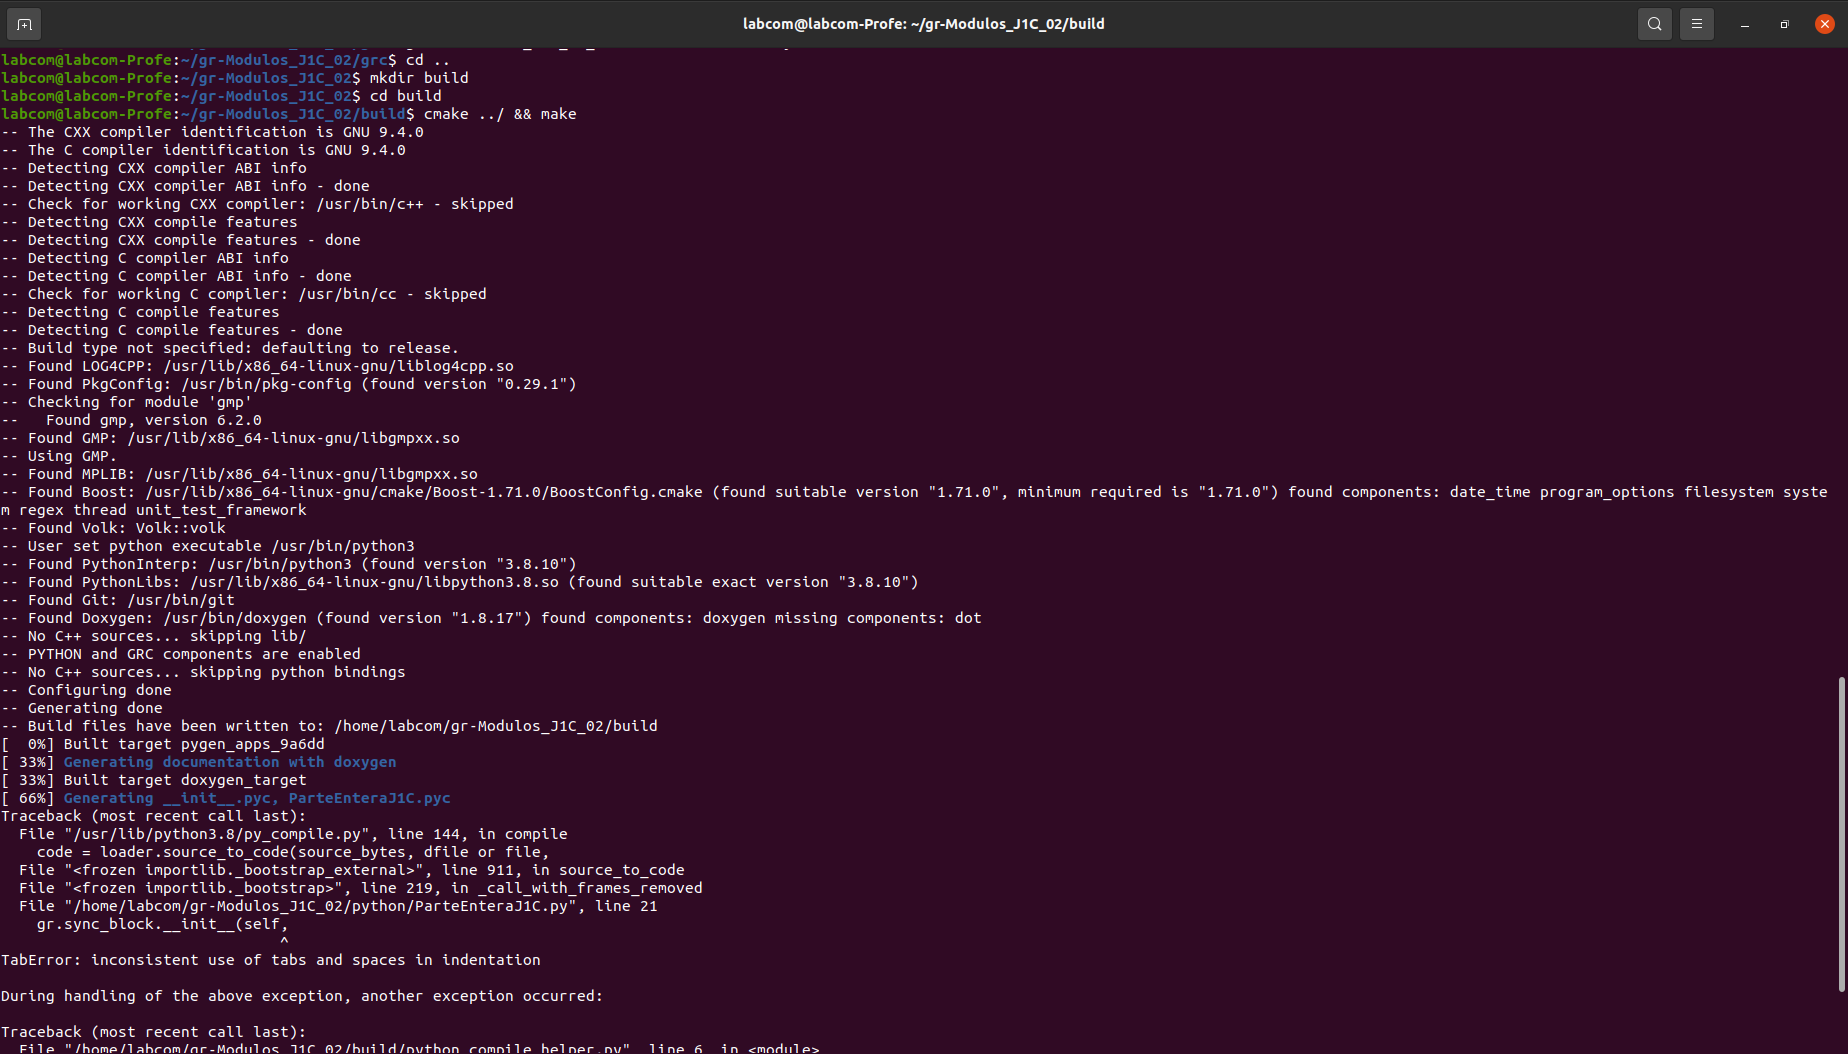 labcom@labcom-Profe: ~/gr-Modulos_J1C_02/build
labcom@labcom-Profe:~/gr-Modulos_J1C_02/grc$ cd ..
labcom@labcom-Profe:~/gr-Modulos_J1C_02$ mkdir build
labcom@labcom-Profe:~/gr-Modulos_J1C_02$ cd build
labcom@labcom-Profe:~/gr-Modulos_J1C_02/build$ cmake ../ && make
-- The CXX compiler identification is GNU 9.4.0
-- The C compiler identification is GNU 9.4.0
-- Detecting CXX compiler ABI info
-- Detecting CXX compiler ABI info - done
-- Check for working CXX compiler: /usr/bin/c++ - skipped
-- Detecting CXX compile features
-- Detecting CXX compile features - done
-- Detecting C compiler ABI info
-- Detecting C compiler ABI info - done
-- Check for working C compiler: /usr/bin/cc - skipped
-- Detecting C compile features
-- Detecting C compile features - done
-- Build type not specified: defaulting to release.
-- Found LOG4CPP: /usr/lib/x86_64-linux-gnu/liblog4cpp.so
-- Found PkgConfig: /usr/bin/pkg-config (found version "0.29.1")
-- Checking for module 'gmp'
--   Found gmp, version 6.2.0
-- Found GMP: /usr/lib/x86_64-linux-gnu/libgmpxx.so
-- Using GMP.
-- Found MPLIB: /usr/lib/x86_64-linux-gnu/libgmpxx.so
-- Found Boost: /usr/lib/x86_64-linux-gnu/cmake/Boost-1.71.0/BoostConfig.cmake (found suitable version "1.71.0", minimum required is "1.71.0") found components: date_time program_options filesystem syste
m regex thread unit_test_framework
-- Found Volk: Volk::volk
-- User set python executable /usr/bin/python3
-- Found PythonInterp: /usr/bin/python3 (found version "3.8.10")
-- Found PythonLibs: /usr/lib/x86_64-linux-gnu/libpython3.8.so (found suitable exact version "3.8.10")
-- Found Git: /usr/bin/git
-- Found Doxygen: /usr/bin/doxygen (found version "1.8.17") found components: doxygen missing components: dot
-- No C++ sources... skipping lib/
-- PYTHON and GRC components are enabled
-- No C++ sources... skipping python bindings
-- Configuring done
-- Generating done
-- Build files have been written to: /home/labcom/gr-Modulos_J1C_02/build
[  0%] Built target pygen_apps_9a6dd
[ 33%] Generating documentation with doxygen
[ 33%] Built target doxygen_target
[ 66%] Generating __init__.pyc, ParteEnteraJ1C.pyc
Traceback (most recent call last):
  File "/usr/lib/python3.8/py_compile.py", line 144, in compile
    code = loader.source_to_code(source_bytes, dfile or file,
  File "<frozen importlib._bootstrap_external>", line 911, in source_to_code
  File "<frozen importlib._bootstrap>", line 219, in _call_with_frames_removed
  File "/home/labcom/gr-Modulos_J1C_02/python/ParteEnteraJ1C.py", line 21
    gr.sync_block.__init__(self,
                               ^
TabError: inconsistent use of tabs and spaces in indentation

During handling of the above exception, another exception occurred:

Traceback (most recent call last):
  File "/home/labcom/gr-Modulos_J1C_02/build/python_compile_helper.py", line 6, in <module>